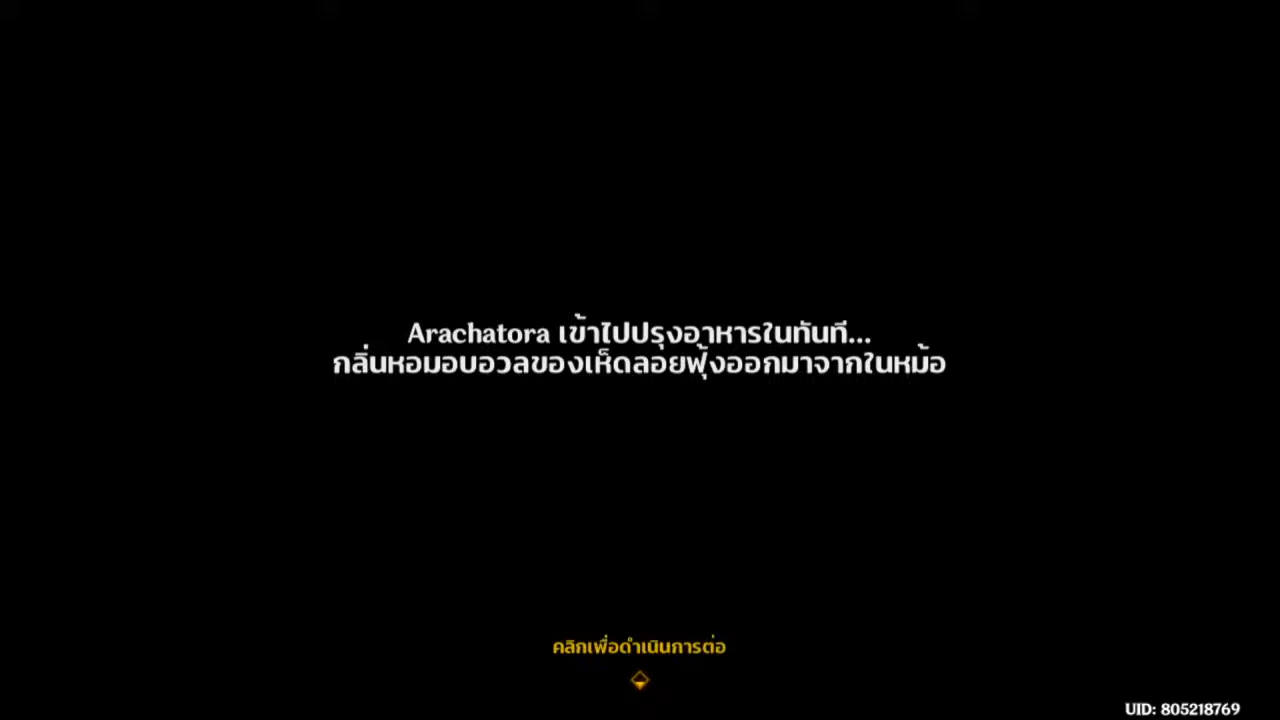 Arachatora เข้าไปปรุงอาหารในทันที...
กลิ่นหอมอบอวลของเห็ดลอยฟุ้งออกมาจากในหม้อ
คลิกเพื่อดำเนินการต่อ
UID: 805218769